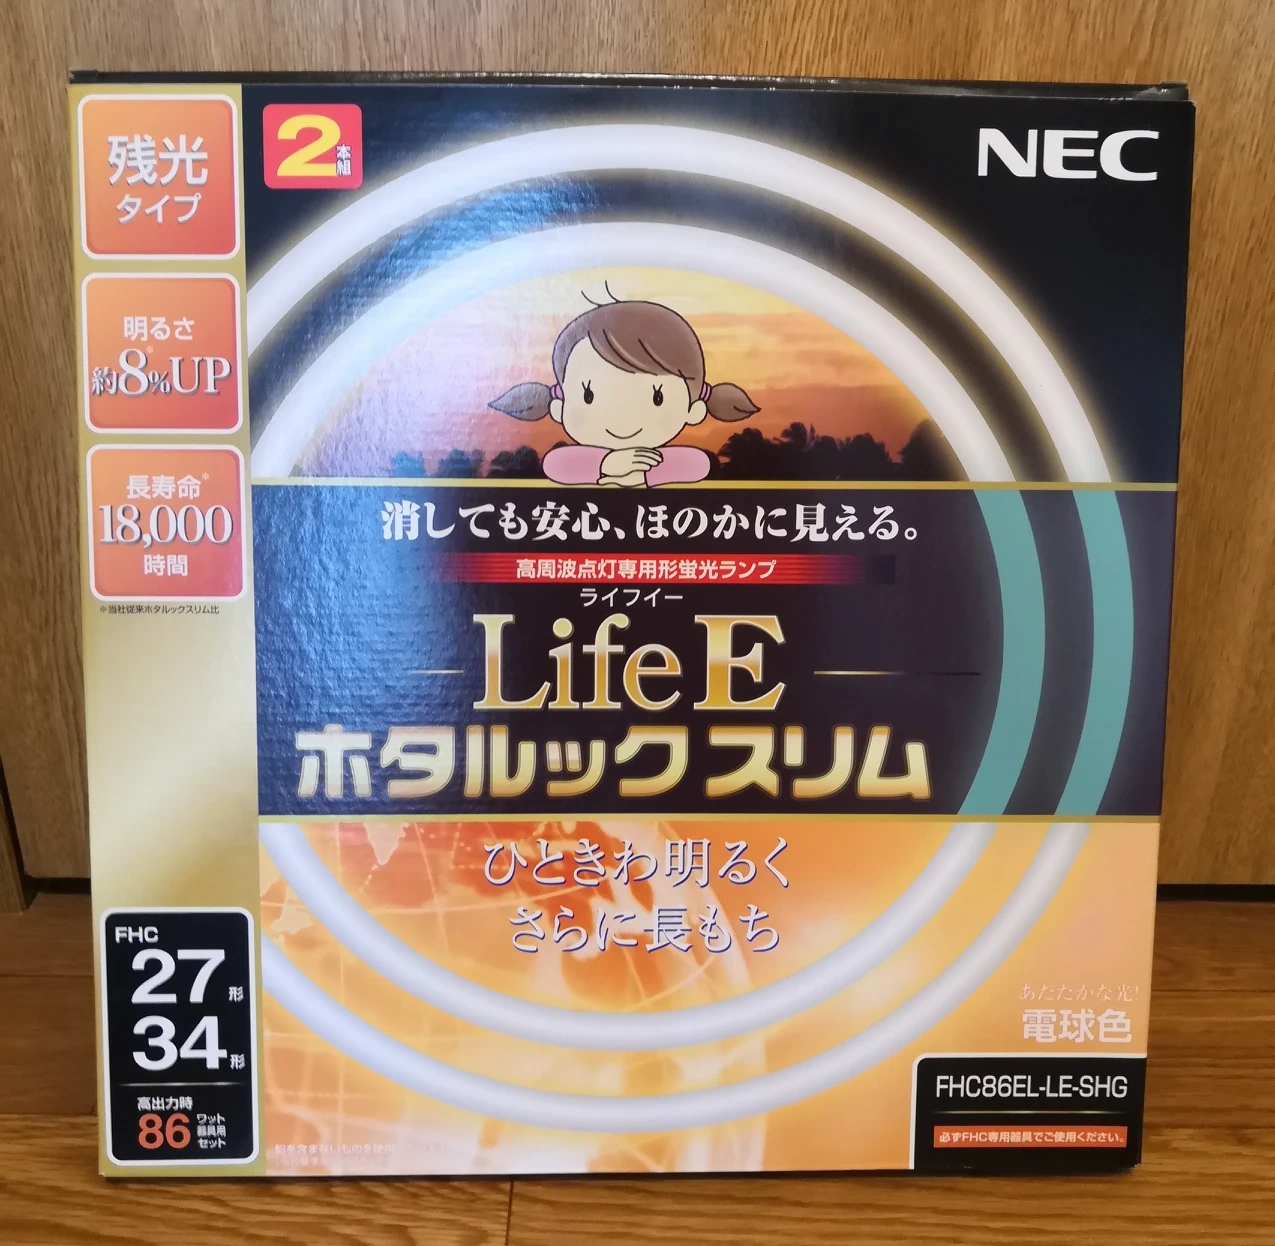 残光
タイプ
2本組
NEC
明るさ※
約8%UP
長寿命※
18,000
時間
※当社従来ホタルックスリム比
消しても安心、ほのかに見える。
高周波点灯専用形蛍光ランプ
ライフイー
LifeE
ホタルックスリム
ひときわ明るく
さらに長もち
FHC
27形
34形
高出力時
86ワット器具用セット
あたたかな光!
電球色
FHC86EL-LE-SHG
必ずFHC専用器具でご使用ください。